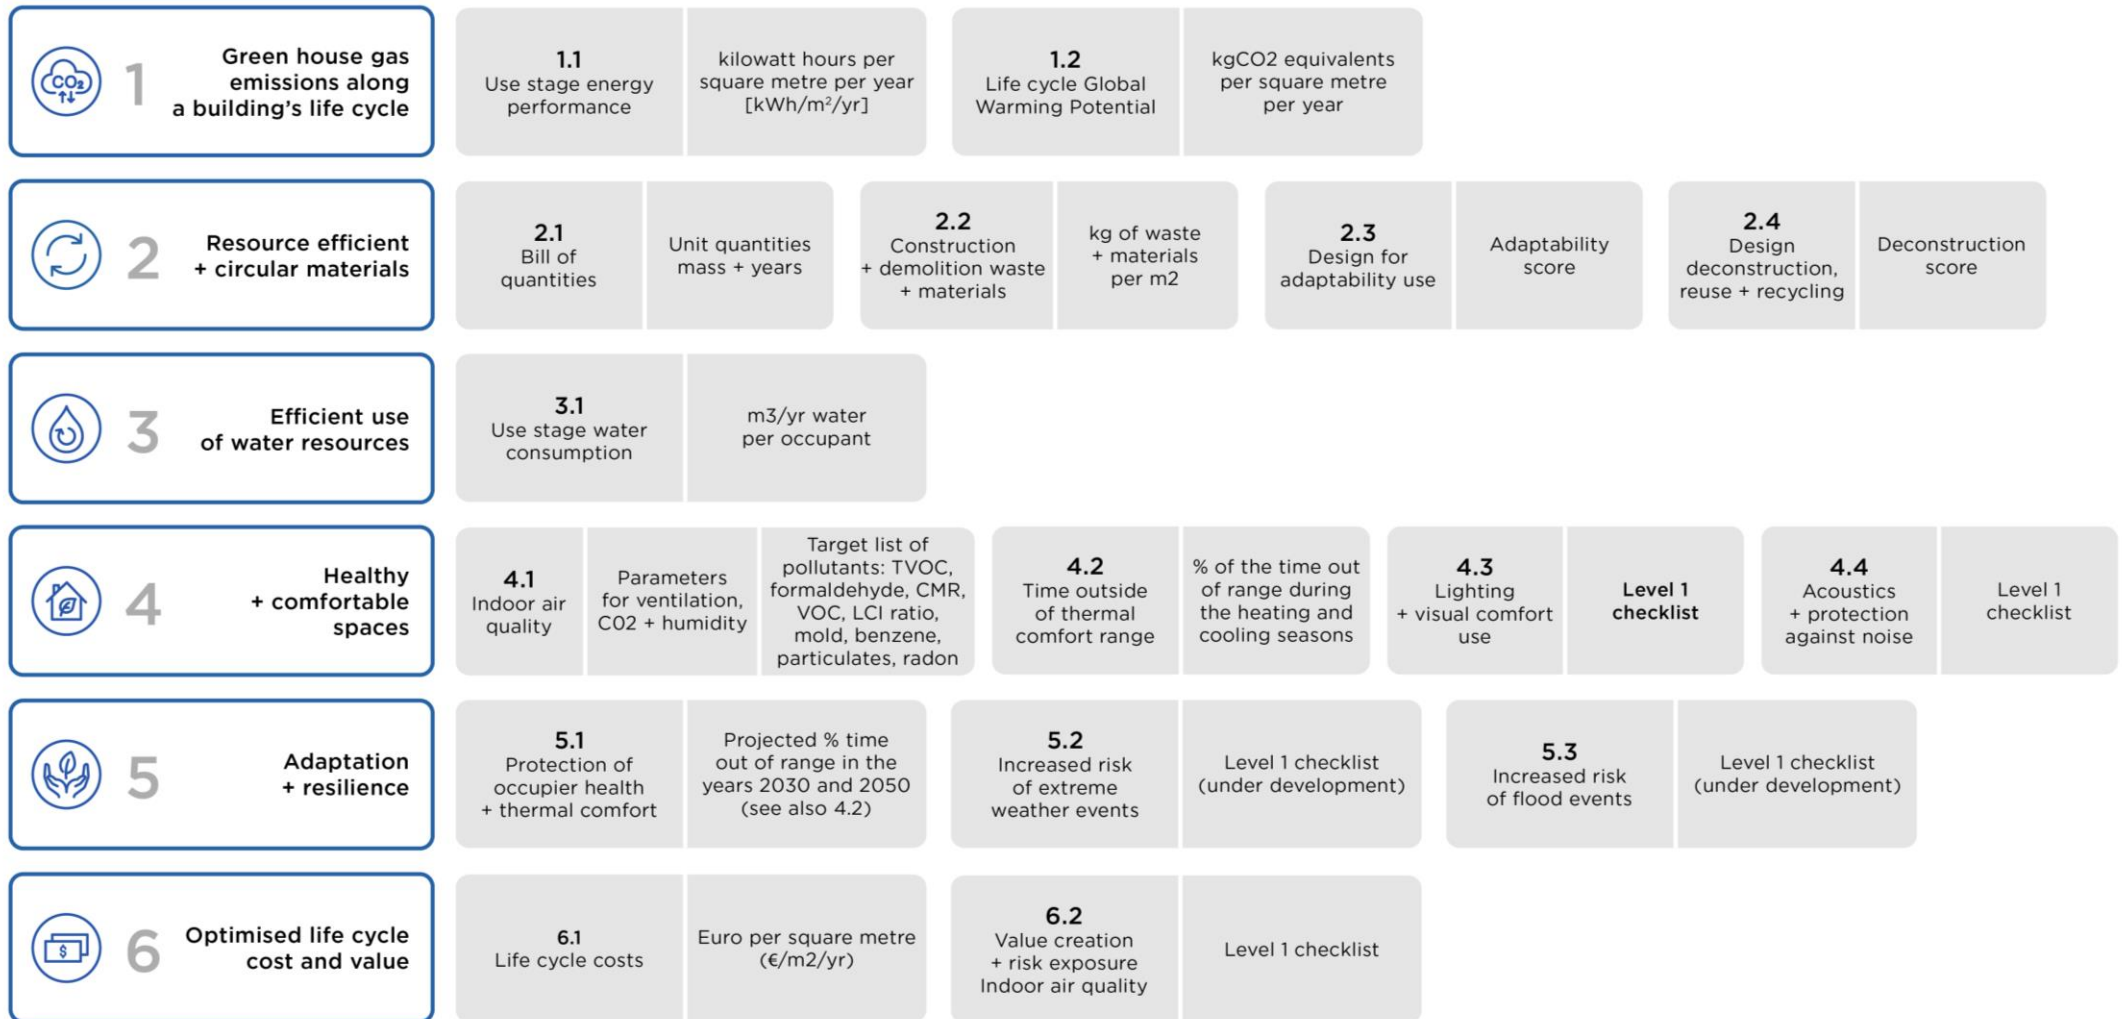 CO2
1
Green house gas
emissions along
a building's life cycle
1.1
Use stage energy
performance
kilowatt hours per
square metre per year
[kWh/m²/yr]
1.2
Life cycle Global
Warming Potential
kgCO2 equivalents
per square metre
per year
2
Resource efficient
+ circular materials
2.1
Bill of
quantities
Unit quantities
mass + years
2.2
Construction
+ demolition waste
+ materials
kg of waste
+ materials
per m2
2.3
Design for
adaptability use
Adaptability
score
2.4
Design
deconstruction,
reuse + recycling
Deconstruction
score
3
Efficient use
of water resources
3.1
Use stage water
consumption
m3/yr water
per occupant
4
Healthy
+ comfortable
spaces
4.1
Indoor air
quality
Parameters
for ventilation,
C02 + humidity
Target list of
pollutants: TVOC,
formaldehyde, CMR,
VOC, LCI ratio,
mold, benzene,
particulates, radon
4.2
Time outside
of thermal
comfort range
% of the time out
of range during
the heating and
cooling seasons
4.3
Lighting
+ visual comfort
use
Level 1
checklist
4.4
Acoustics
+ protection
against noise
Level 1
checklist
5
Adaptation
+ resilience
5.1
Protection of
occupier health
+ thermal comfort
Projected % time
out of range in the
years 2030 and 2050
(see also 4.2)
5.2
Increased risk
of extreme
weather events
Level 1 checklist
(under development)
5.3
Increased risk
of flood events
Level 1 checklist
(under development)
$
6
Optimised life cycle
cost and value
6.1
Life cycle costs
Euro per square metre
(€/m2/yr)
6.2
Value creation
+ risk exposure
Indoor air quality
Level 1 checklist